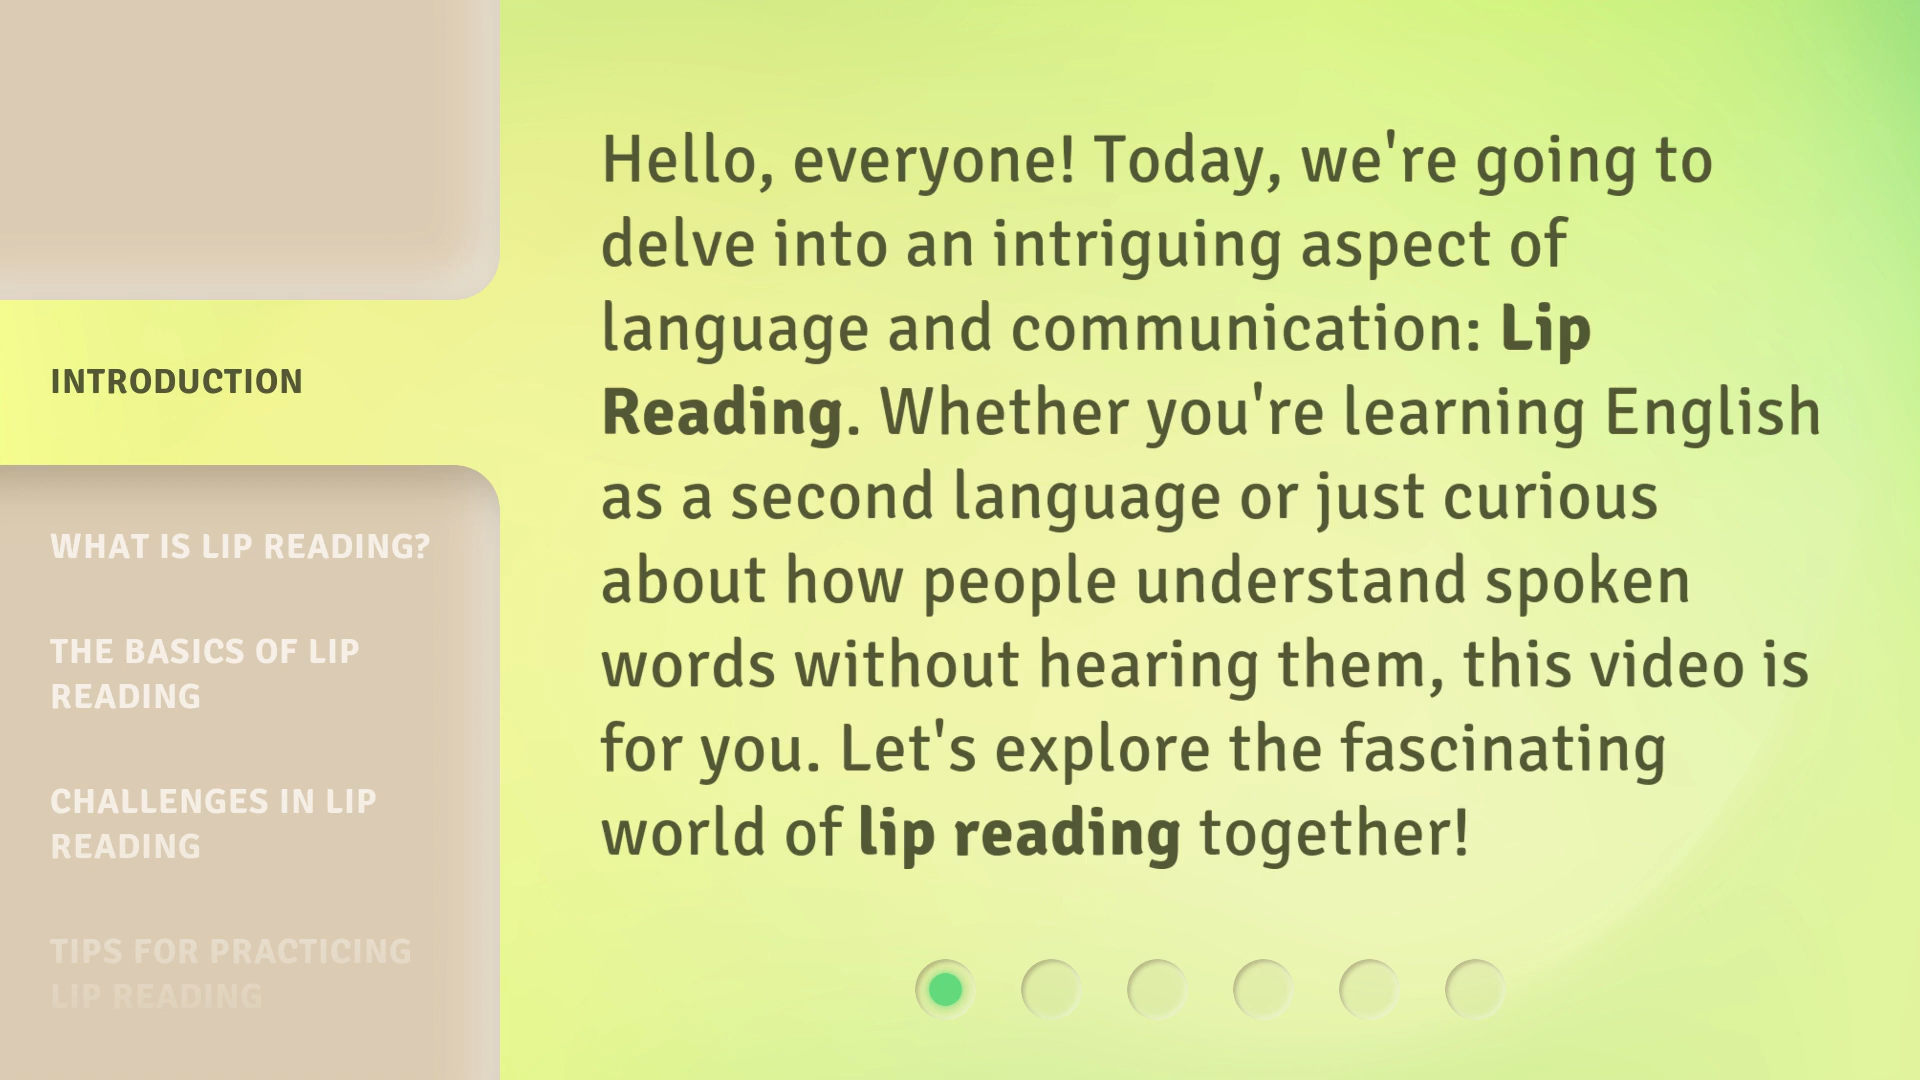 INTRODUCTION
WHAT IS LIP READING?
THE BASICS OF LIP
READING
CHALLENGES IN LIP
READING
TIPS FOR PRACTICING
LIP READING
Hello, everyone! Today, we're going to
delve into an intriguing aspect of
language and communication: Lip
Reading. Whether you're learning English
as a second language or just curious
about how people understand spoken
words without hearing them, this video is
for you. Let's explore the fascinating
world of lip reading together!